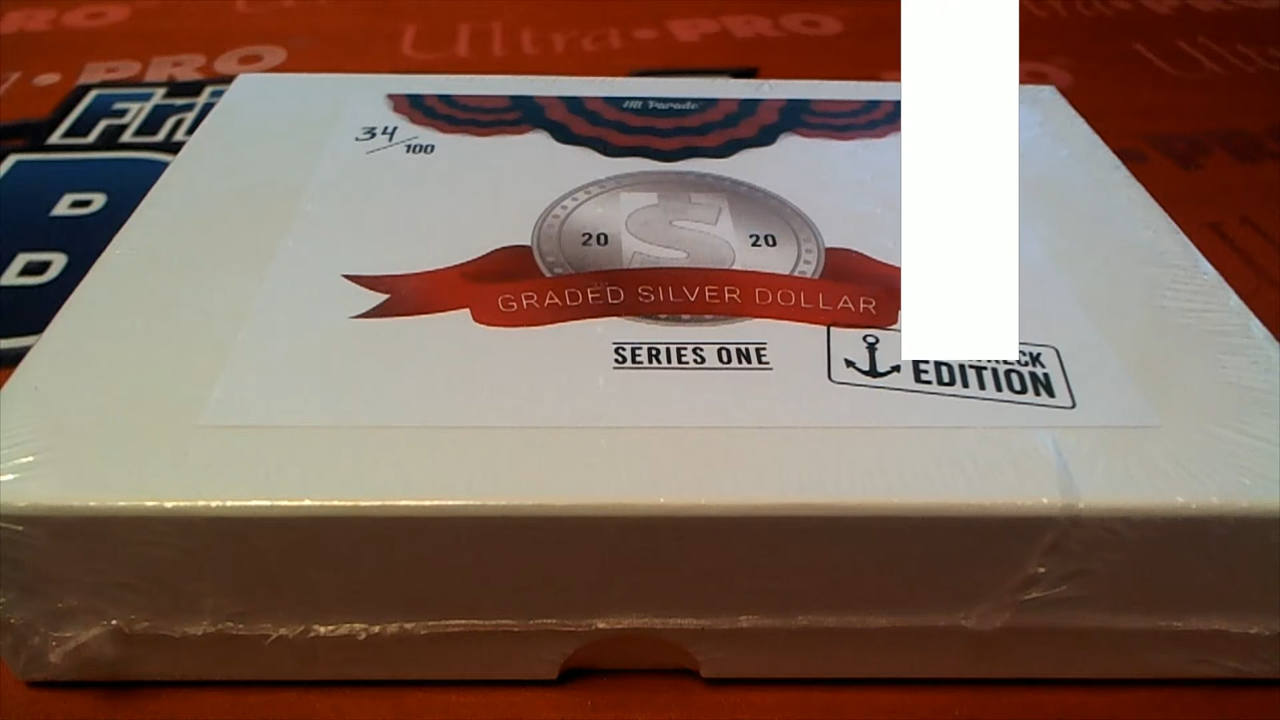 Ultra•PRO
PRO
Fri
D
D
Hit Parade
34/100
20 $ 20
GRADED SILVER DOLLAR
SERIES ONE
EDITION